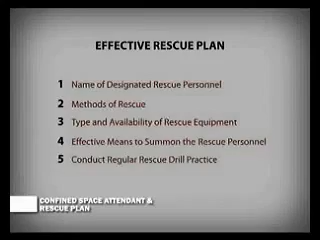 EFFECTIVE RESCUE PLAN
1 Name of Designated Rescue Personnel
2 Methods of Rescue
3 Type and Availability of Rescue Equipment
4 Effective Means to Summon the Rescue Personnel
5 Conduct Regular Rescue Drill Practice
CONFINED SPACE ATTENDANT &
RESCUE PLAN